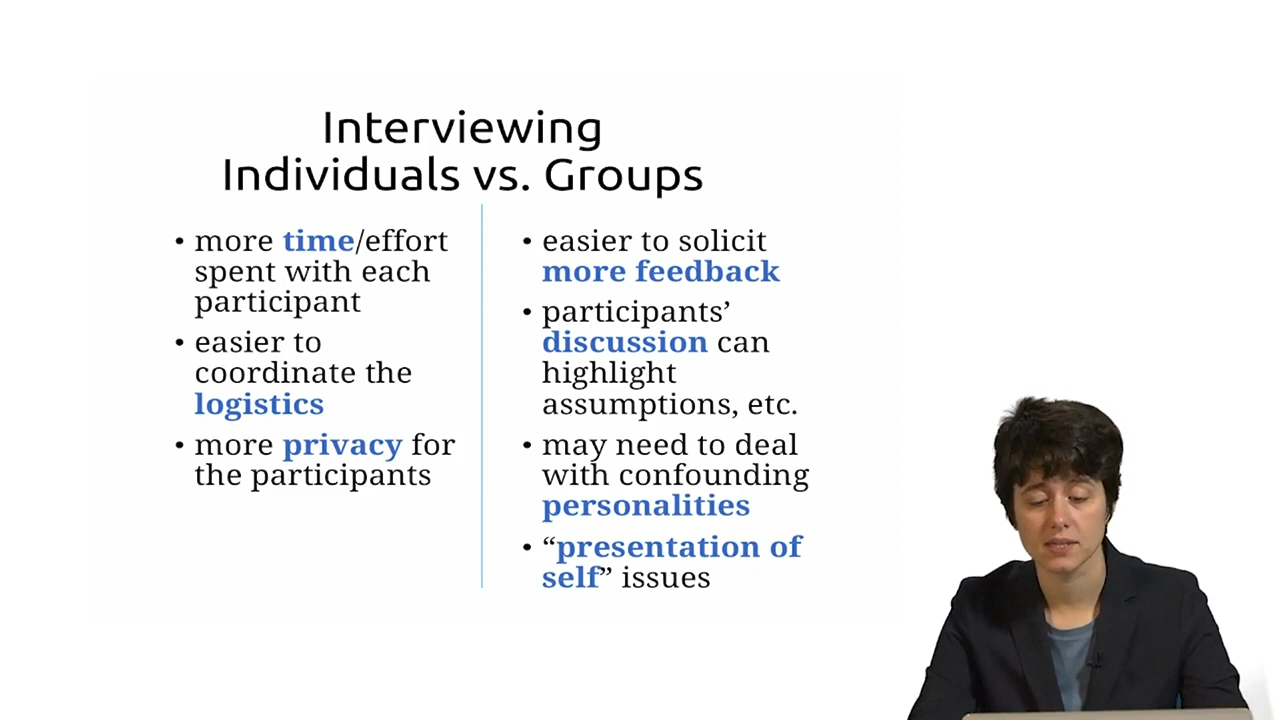 Interviewing
Individuals vs. Groups
• more time/effort
spent with each
participant
• easier to
coordinate the
logistics
• more privacy for
the participants
• easier to solicit
more feedback
• participants’
discussion can
highlight
assumptions, etc.
• may need to deal
with confounding
personalities
• “presentation of
self” issues